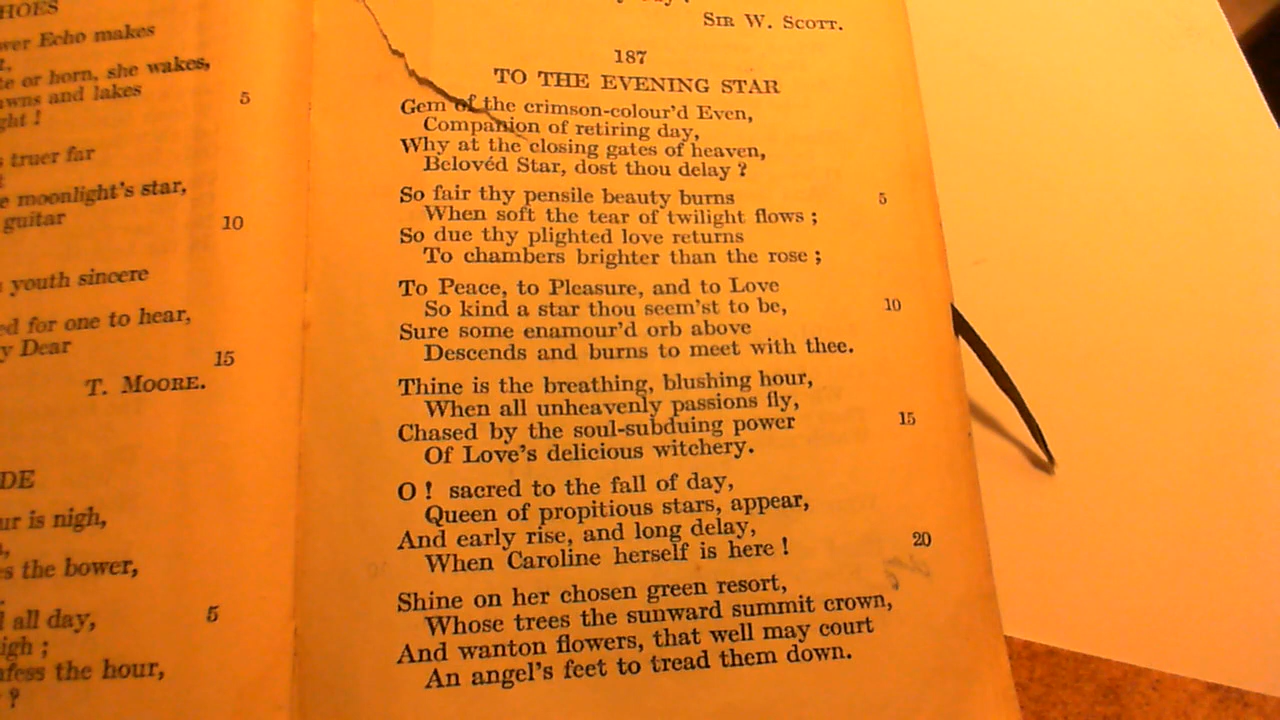 HOES
wer Echo makes
t,
te or horn, she wakes,
awns and lakes 5
ght !
s truer far
t
e moonlight's star,
guitar 10
youth sincere
ed for one to hear,
y Dear
15
T. MOORE.
DE
ur is nigh,
s the bower,
all day, 5
igh ;
nfess the hour,
?
SIR W. SCOTT.
187
TO THE EVENING STAR
Gem of the crimson-colour'd Even,
Companion of retiring day,
Why at the closing gates of heaven,
Belovéd Star, dost thou delay ?
So fair thy pensile beauty burns 5
When soft the tear of twilight flows ;
So due thy plighted love returns
To chambers brighter than the rose ;
To Peace, to Pleasure, and to Love
So kind a star thou seem'st to be, 10
Sure some enamour'd orb above
Descends and burns to meet with thee.
Thine is the breathing, blushing hour,
When all unheavenly passions fly,
Chased by the soul-subduing power 15
Of Love's delicious witchery.
O ! sacred to the fall of day,
Queen of propitious stars, appear,
And early rise, and long delay,
When Caroline herself is here ! 20
Shine on her chosen green resort,
Whose trees the sunward summit crown,
And wanton flowers, that well may court
An angel's feet to tread them down.